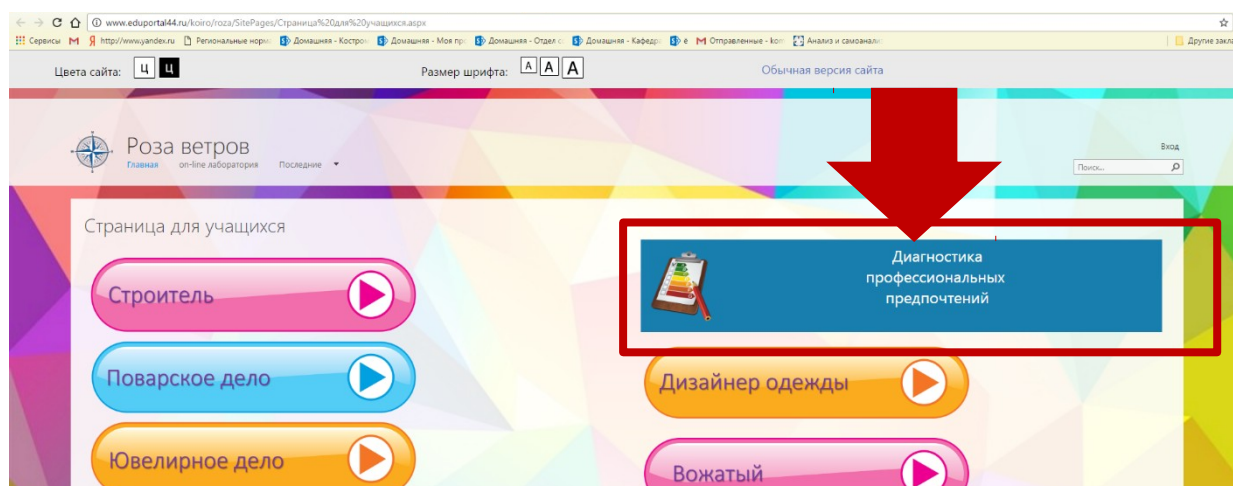 www.eduportal44.ru/koiro/roza/SitePages/Страница%20для%20учащихся.aspx
Сервисы http://www.yandex.ru Региональные норм Домашняя - Костром Домашняя - Моя пр Домашняя - Отдел с Домашняя - Кафедр е Отправленные - kom Анализ и самоанали Другие закла
Цвета сайта: Ц Ц Размер шрифта: А А А Обычная версия сайта
Роза ветров
Главная on-line лаборатория Последние
Вход
Поиск...
Страница для учащихся
Диагностика
профессиональных
предпочтений
Строитель
Поварское дело
Дизайнер одежды
Ювелирное дело
Вожатый